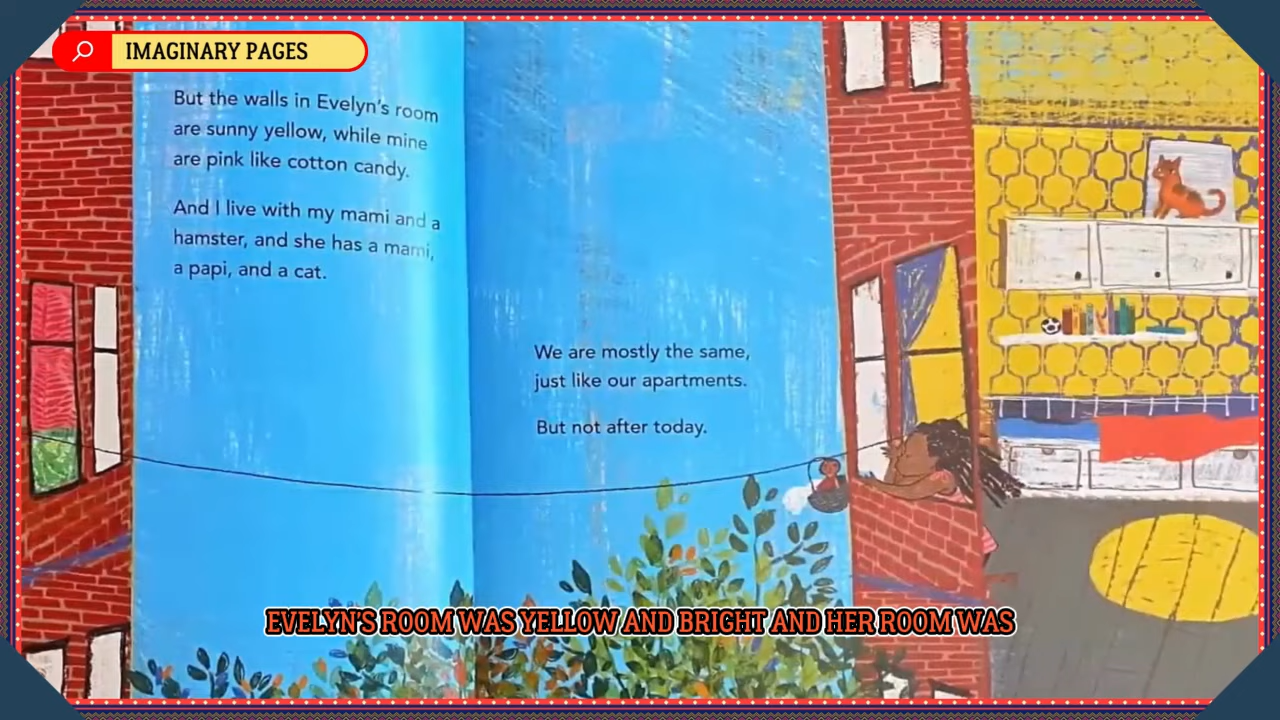 IMAGINARY PAGES
But the walls in Evelyn's room
are sunny yellow, while mine
are pink like cotton candy.
And I live with my mami and a
hamster, and she has a mami,
a papi, and a cat.
We are mostly the same,
just like our apartments.
But not after today.
EVELYN'S ROOM WAS YELLOW AND BRIGHT AND HER ROOM WAS